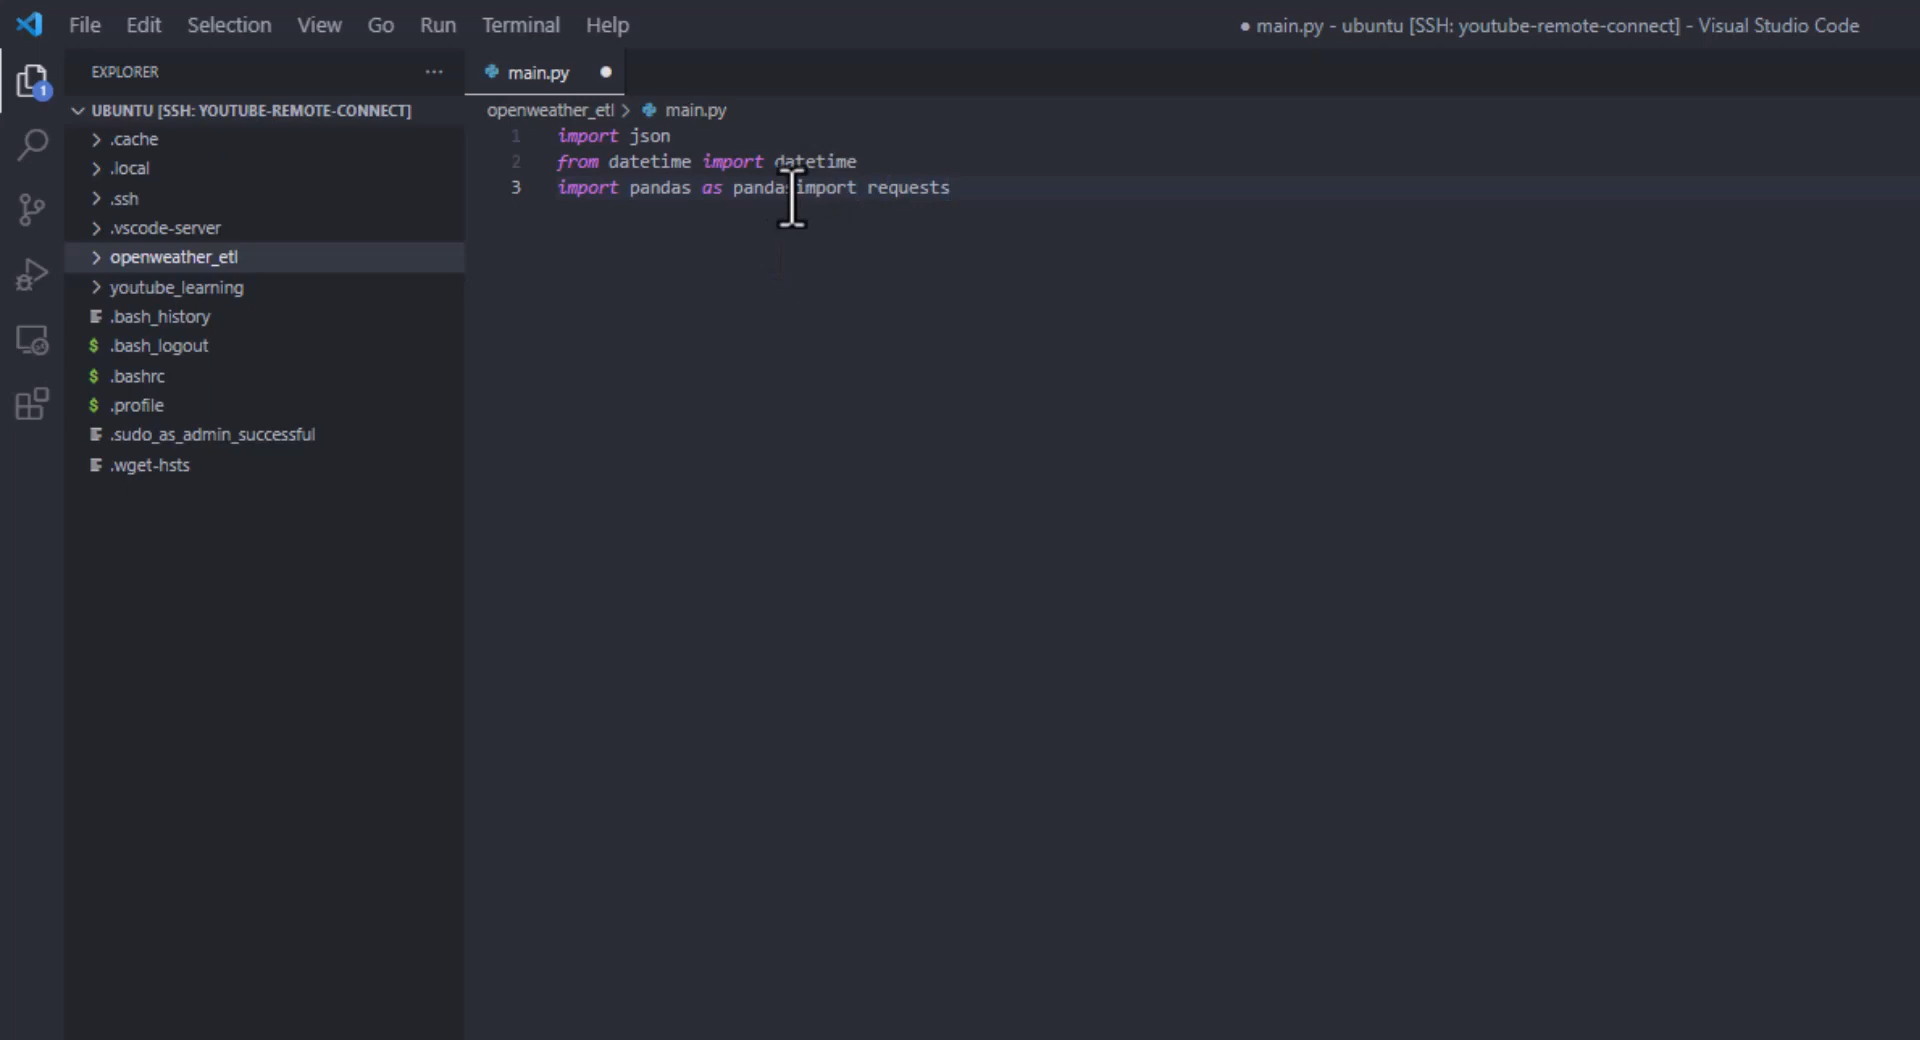 File Edit Selection View Go Run Terminal Help
● main.py - ubuntu [SSH: youtube-remote-connect] - Visual Studio Code
EXPLORER ···
main.py ●
1
UBUNTU [SSH: YOUTUBE-REMOTE-CONNECT]
.cache
.local
.ssh
.vscode-server
openweather_etl
youtube_learning
.bash_history
$ .bash_logout
$ .bashrc
$ .profile
.sudo_as_admin_successful
.wget-hsts
openweather_etl > main.py
1 import json
2 from datetime import datetime
3 import pandas as pandasimport requests